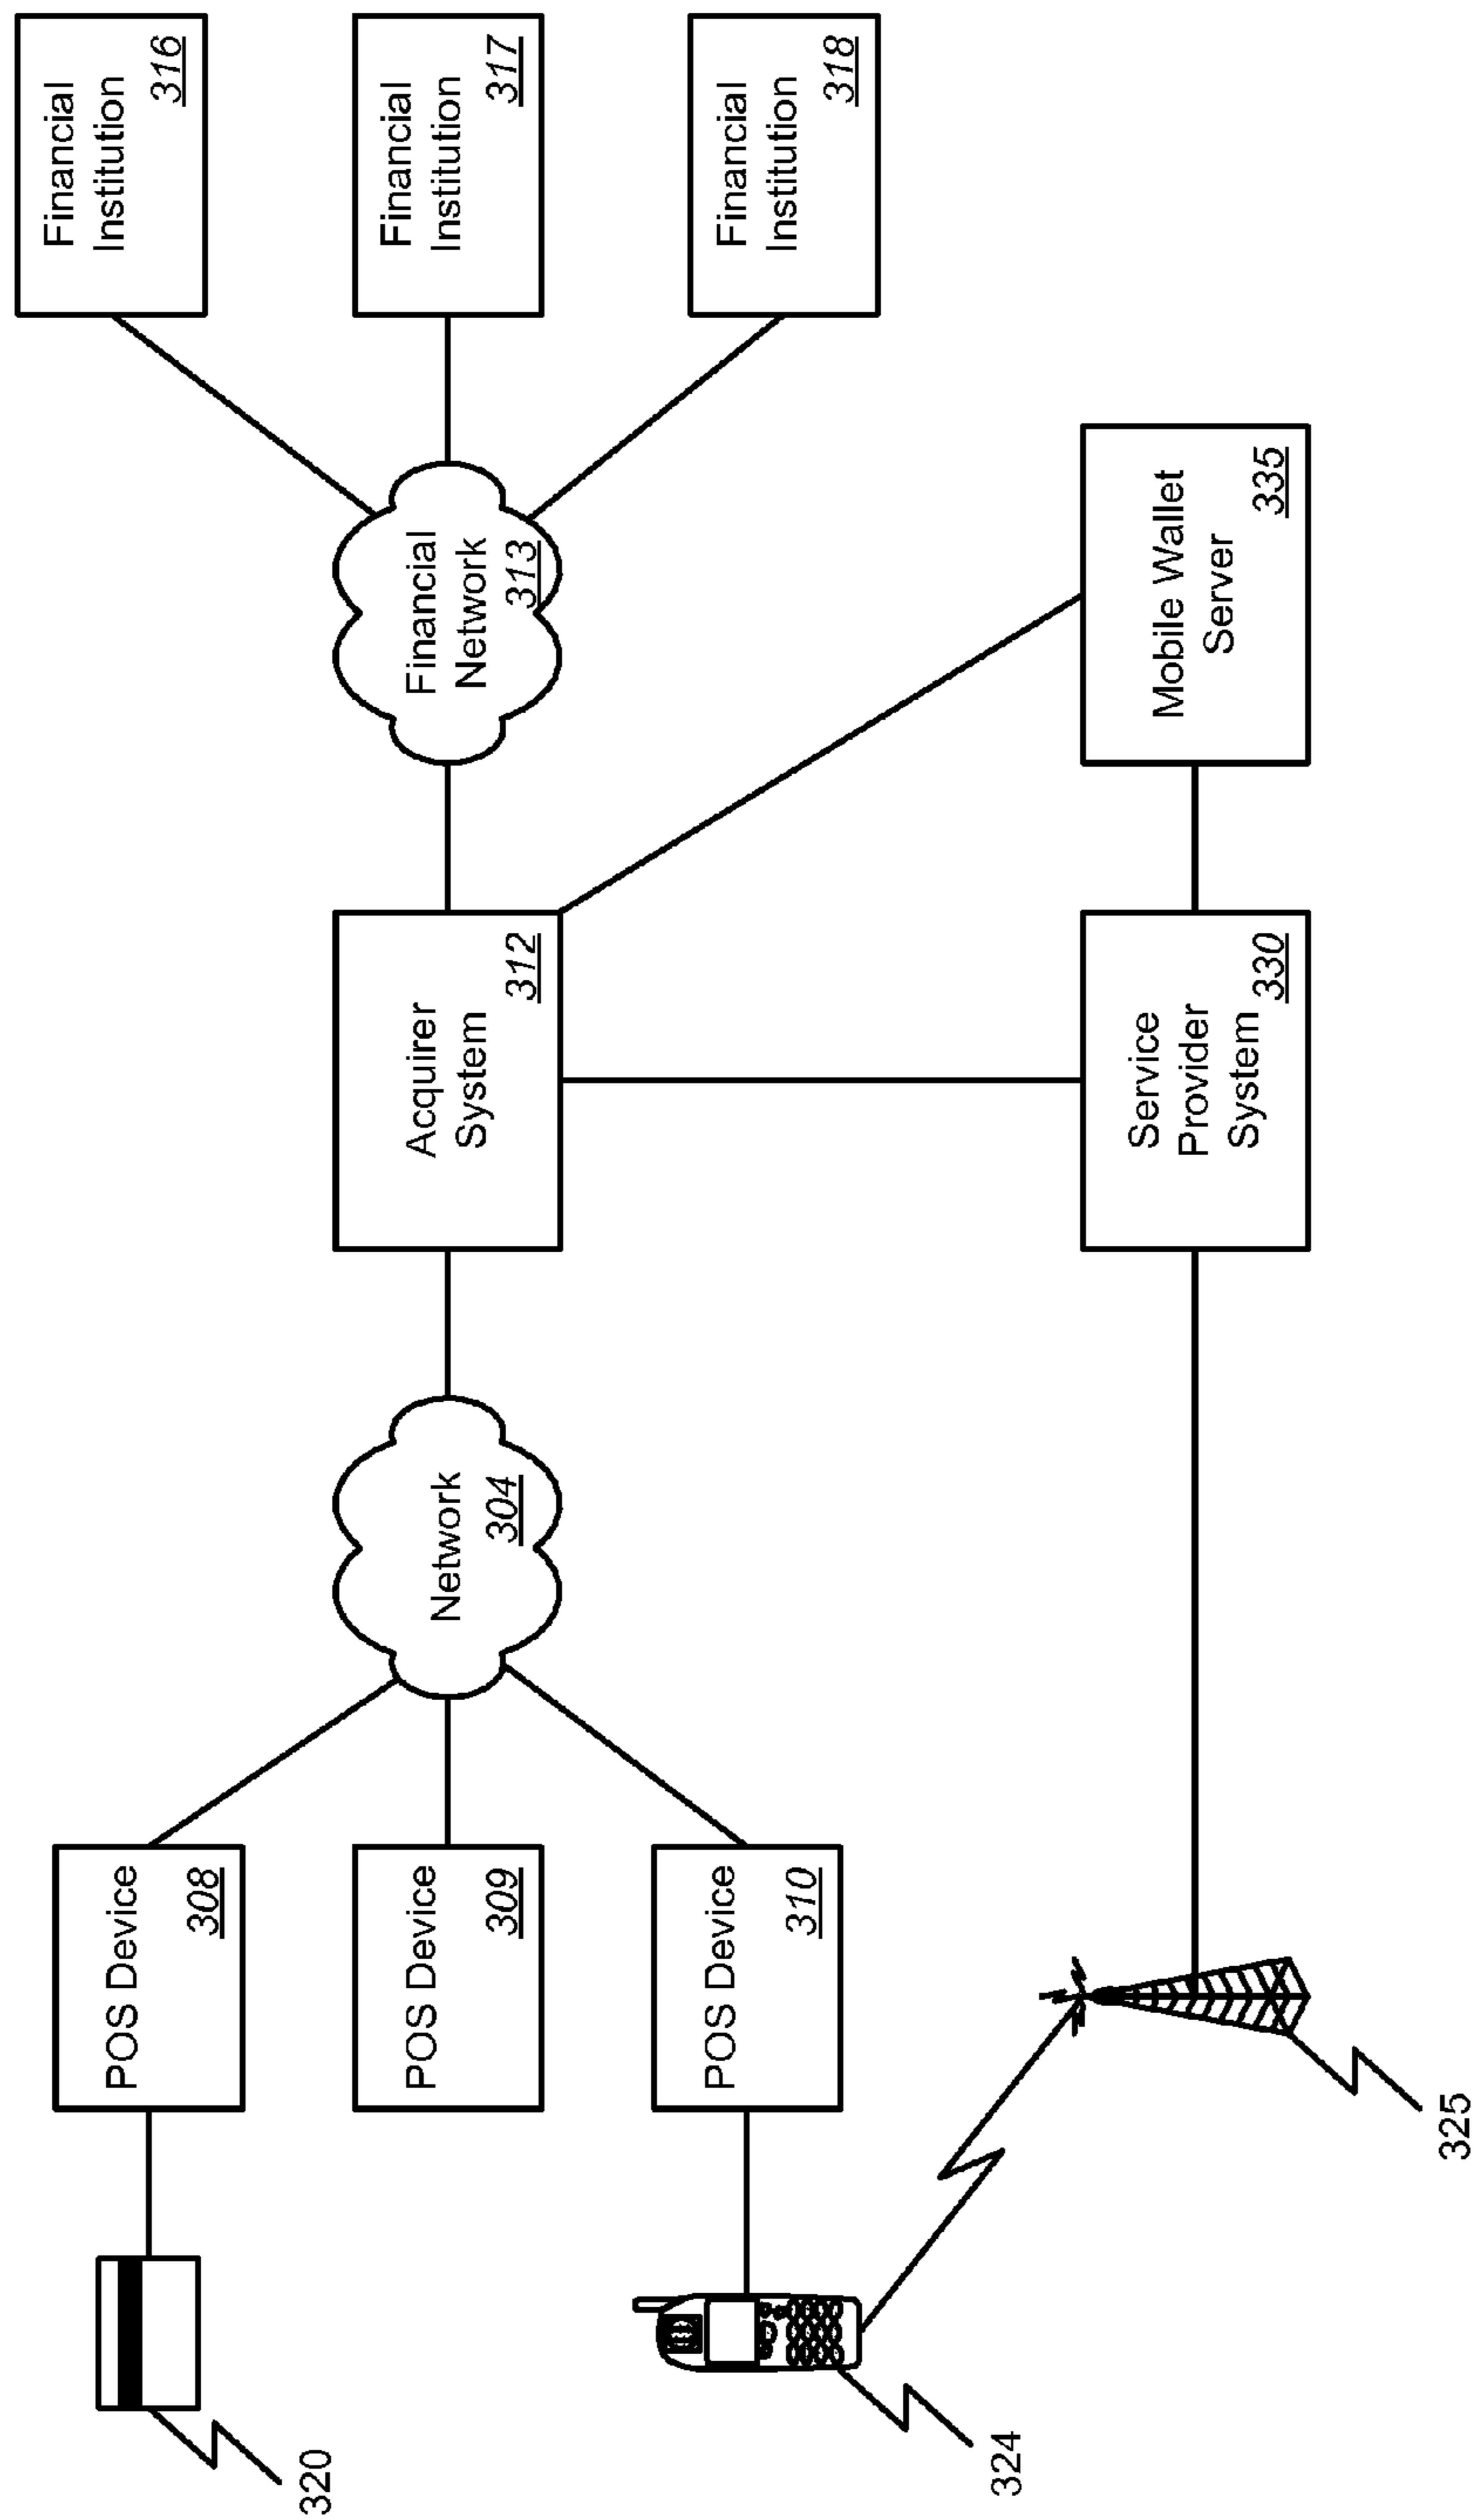 320
POS Device
308
POS Device
309
POS Device
310
324
325
Network
304
Acquirer
System
312
Service
Provider
System
330
Financial
Network
313
Mobile Wallet
Server
335
Financial
Institution
316
Financial
Institution
317
Financial
Institution
318